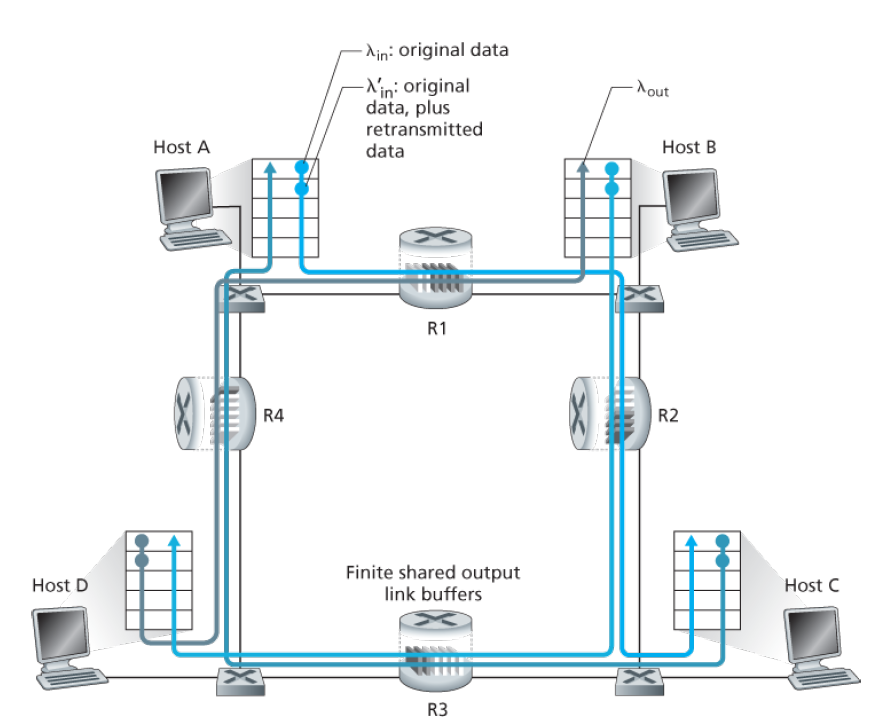 λin: original data
λ′in: original
data, plus
retransmitted
data
λout
Host A
Host B
R1
R4
R2
Host D
Finite shared output
link buffers
Host C
R3